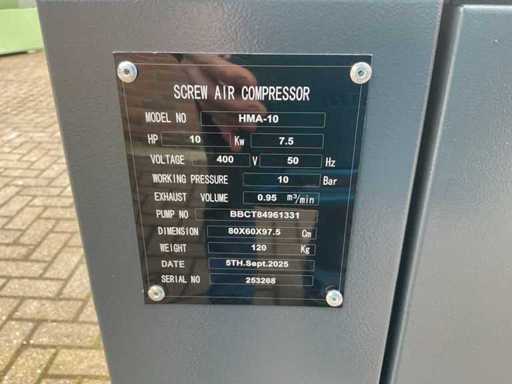 SCREW AIR COMPRESSOR
MODEL NO HMA-10
HP 10 Kw 7.5
VOLTAGE 400 V 50 Hz
WORKING PRESSURE 10 Bar
EXHAUST VOLUME 0.95 m³/min
PUMP NO BBCT84961331
DIMENSION 80X60X97.5 Cm
WEIGHT 120 Kg
DATE 5TH.Sept.2025
SERIAL NO 253268